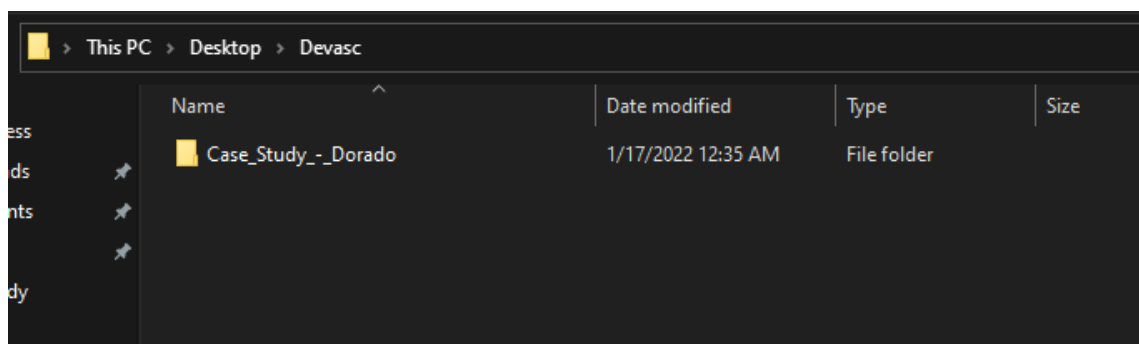 This PC > Desktop > Devasc
Name Date modified Type Size
ess
Case_Study_-_Dorado 1/17/2022 12:35 AM File folder
ds
nts
dy